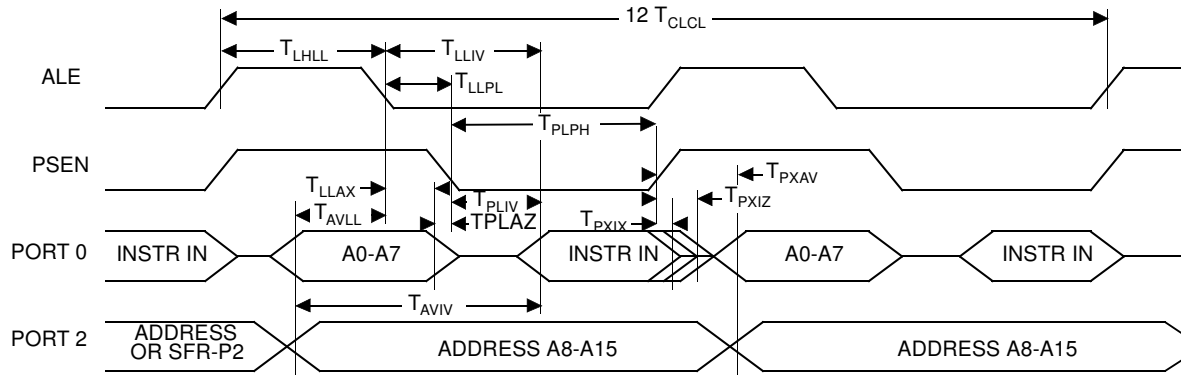 12 TCLCL
TLHLL TLLIV
ALE
TLLPL
TPLPH
PSEN
TLLAX TPXAV
TPLIV TPXIZ
TAVLL TPLAZ TPXIX
PORT 0 INSTR IN A0-A7 INSTR IN A0-A7 INSTR IN
TAVIV
PORT 2 ADDRESS OR SFR-P2 ADDRESS A8-A15 ADDRESS A8-A15